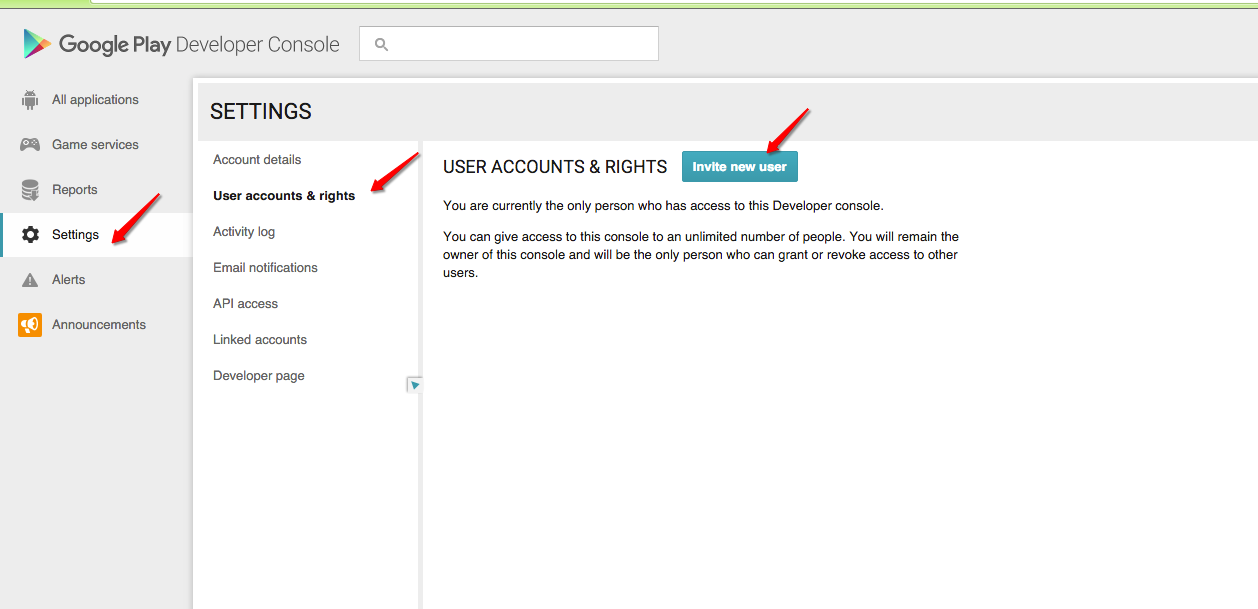 Google Play Developer Console
All applications
Game services
Reports
Settings
Alerts
Announcements
SETTINGS
Account details
User accounts & rights
Activity log
Email notifications
API access
Linked accounts
Developer page
USER ACCOUNTS & RIGHTS
Invite new user
You are currently the only person who has access to this Developer console.
You can give access to this console to an unlimited number of people. You will remain the
owner of this console and will be the only person who can grant or revoke access to other
users.